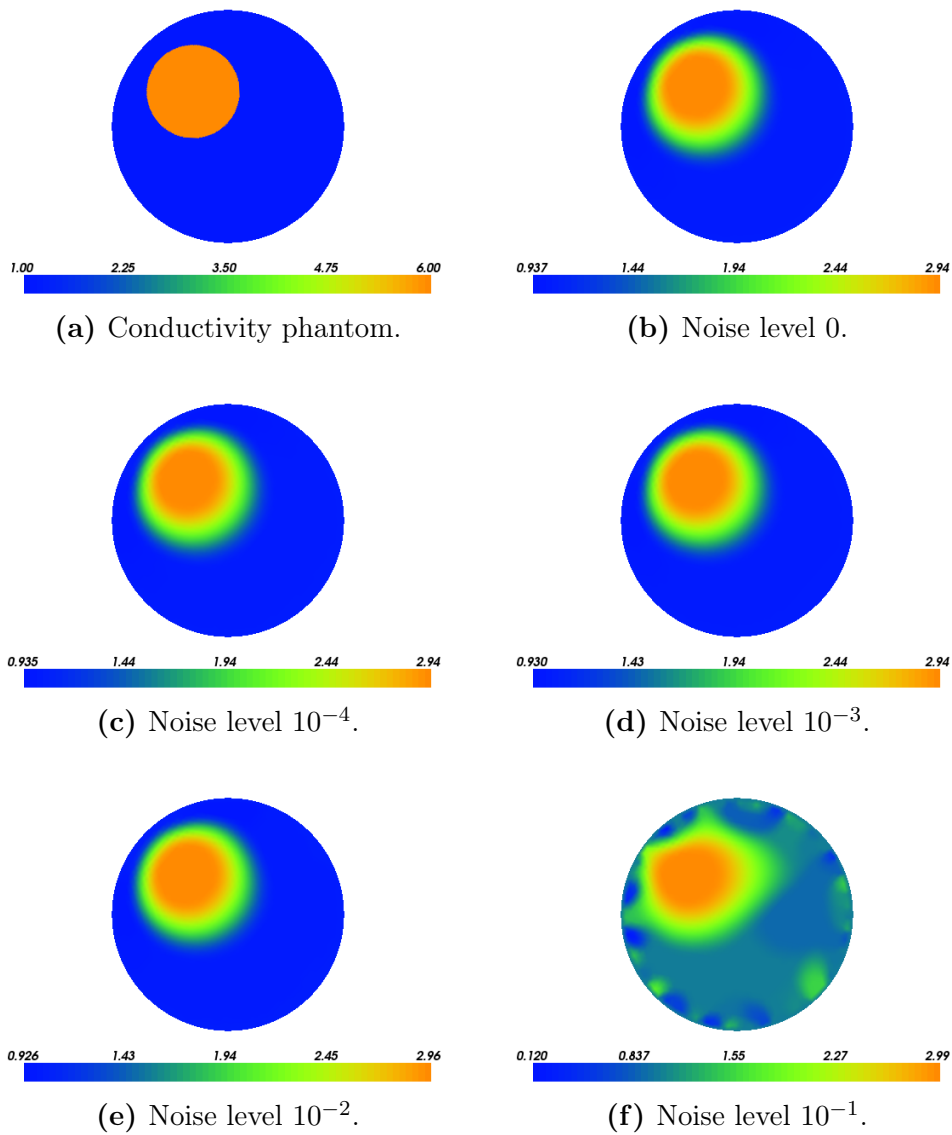 1.00 2.25 3.50 4.75 6.00
(a) Conductivity phantom.
0.937 1.44 1.94 2.44 2.94
(b) Noise level 0.
0.935 1.44 1.94 2.44 2.94
(c) Noise level 10⁻⁴.
0.930 1.43 1.94 2.44 2.94
(d) Noise level 10⁻³.
0.926 1.43 1.94 2.45 2.96
(e) Noise level 10⁻².
0.120 0.837 1.55 2.27 2.99
(f) Noise level 10⁻¹.